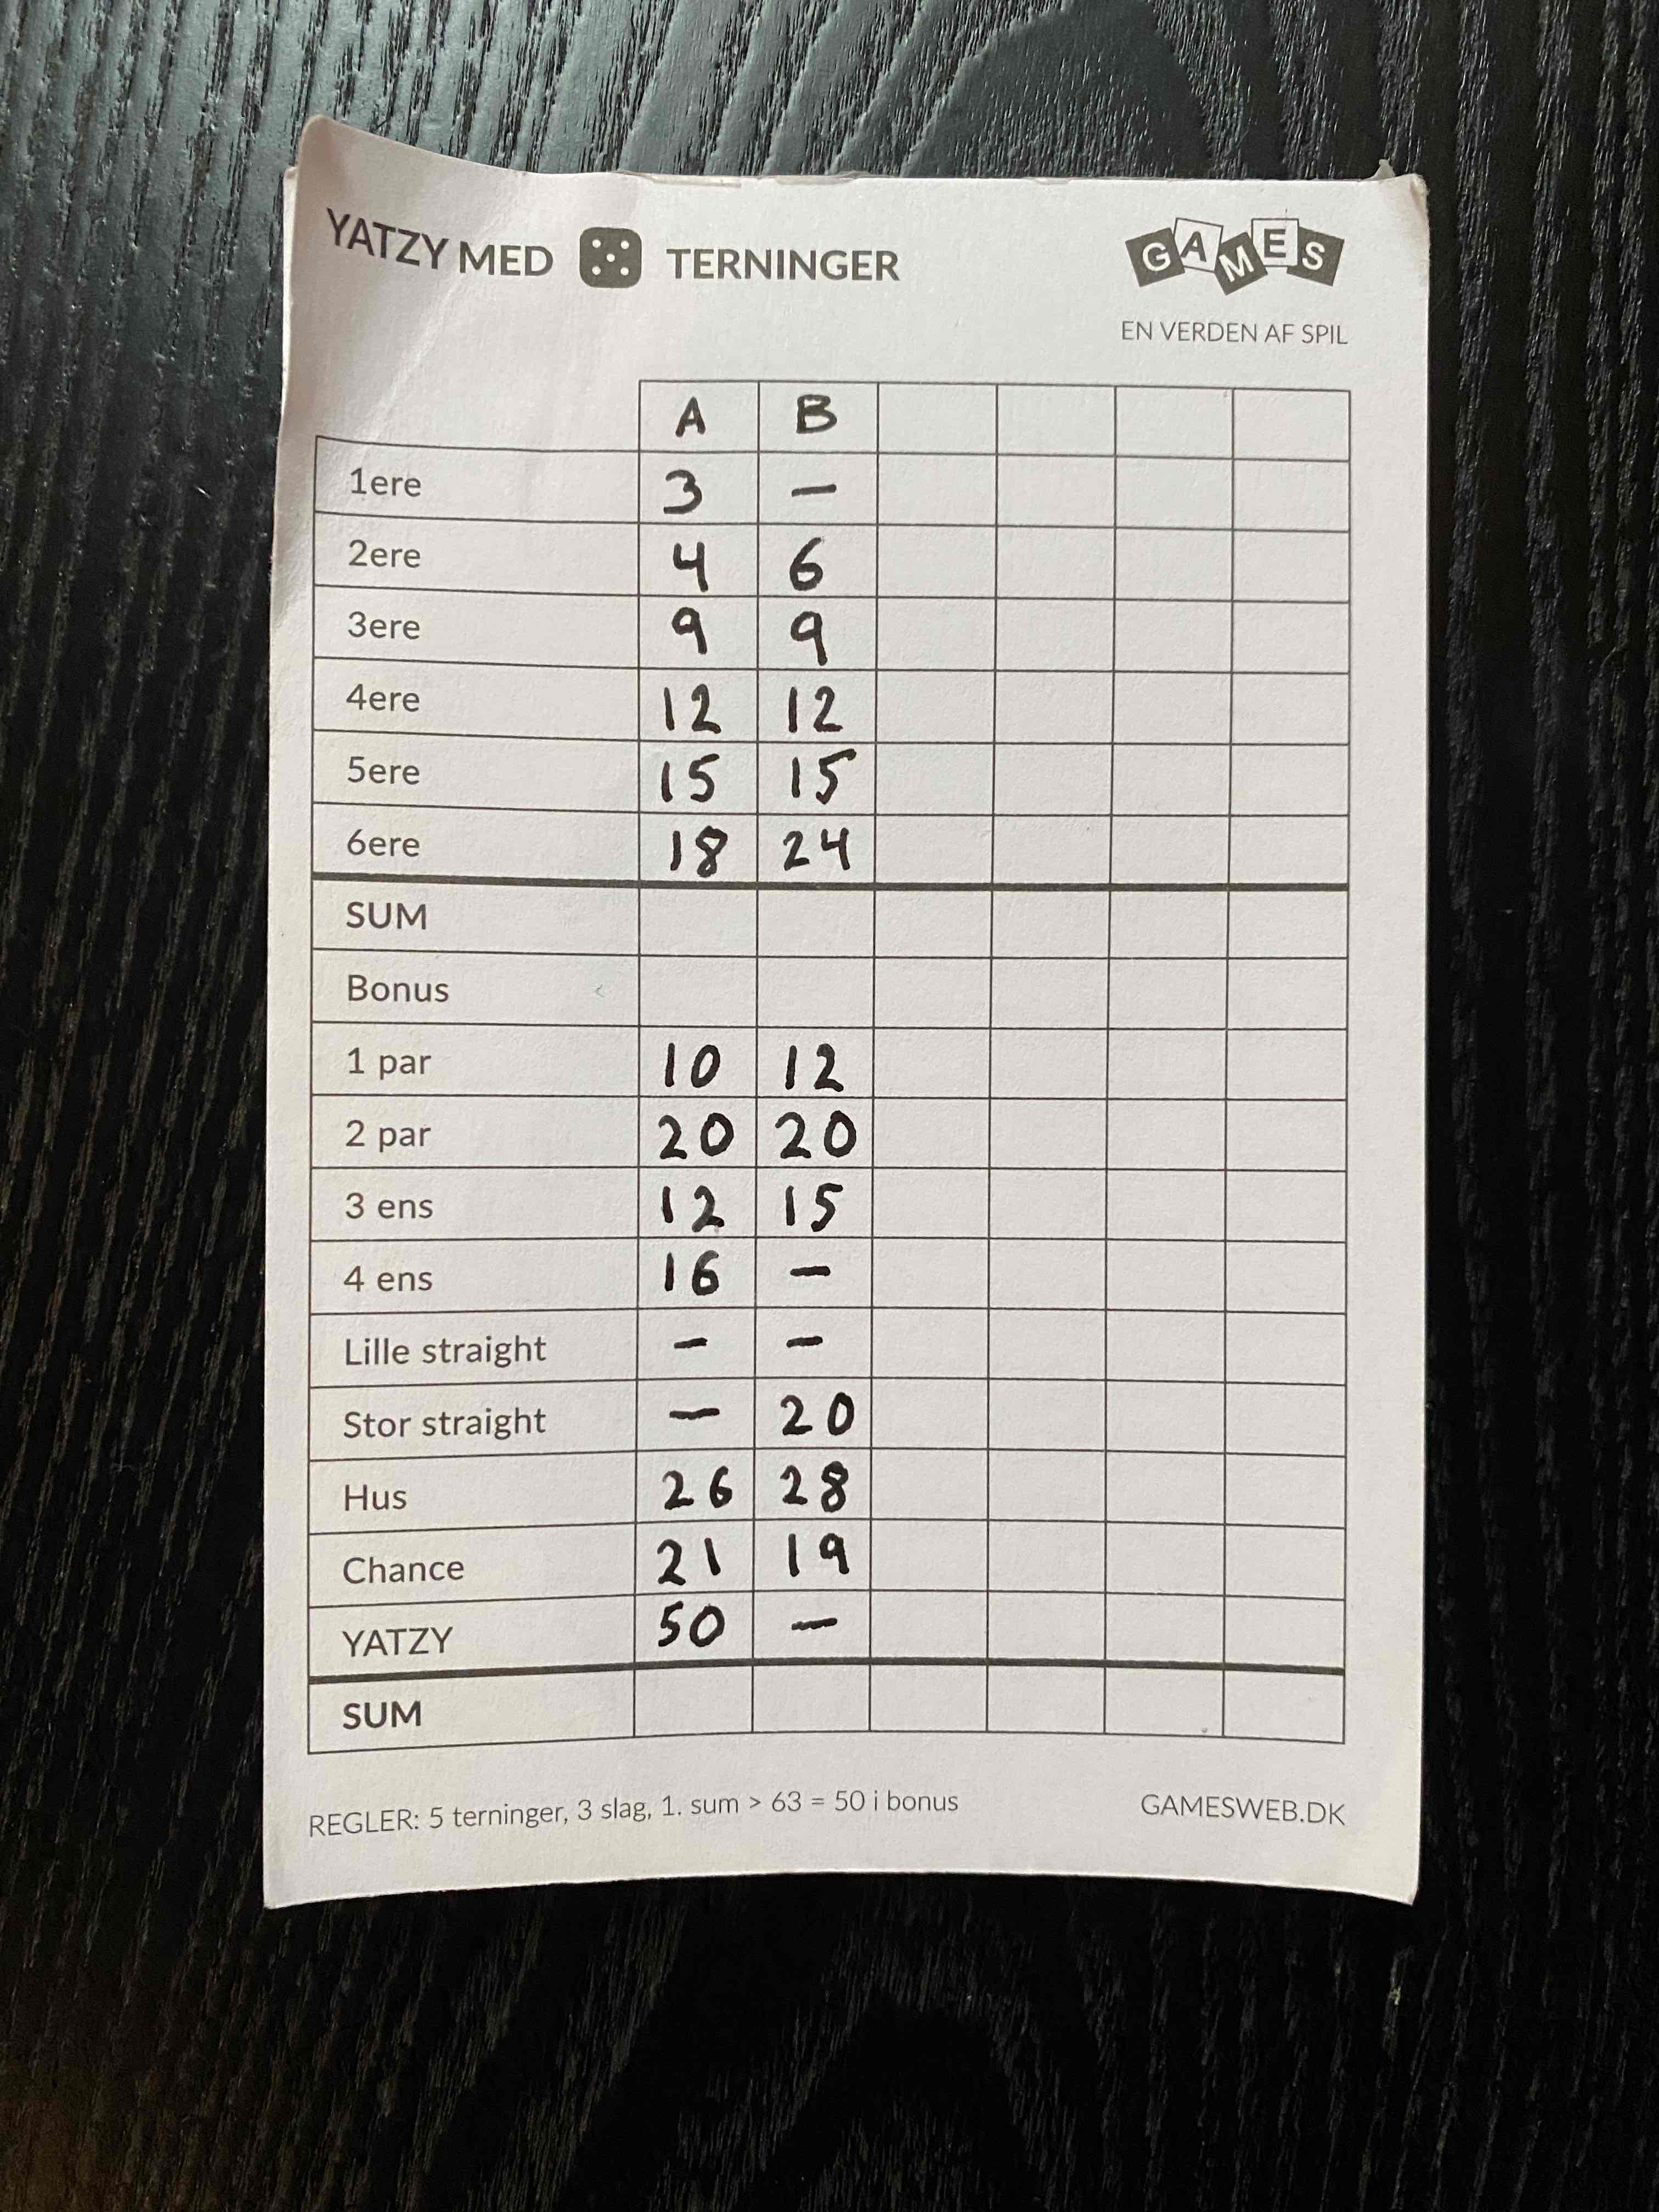 YATZY MED TERNINGER
GAMES
EN VERDEN AF SPIL
A B
1ere 3 –
2ere 4 6
3ere 9 9
4ere 12 12
5ere 15 15
6ere 18 24
SUM
Bonus
1 par 10 12
2 par 20 20
3 ens 12 15
4 ens 16 –
Lille straight – –
Stor straight – 20
Hus 26 28
Chance 21 19
YATZY 50 –
SUM
REGLER: 5 terninger, 3 slag, 1. sum > 63 = 50 i bonus
GAMESWEB.DK